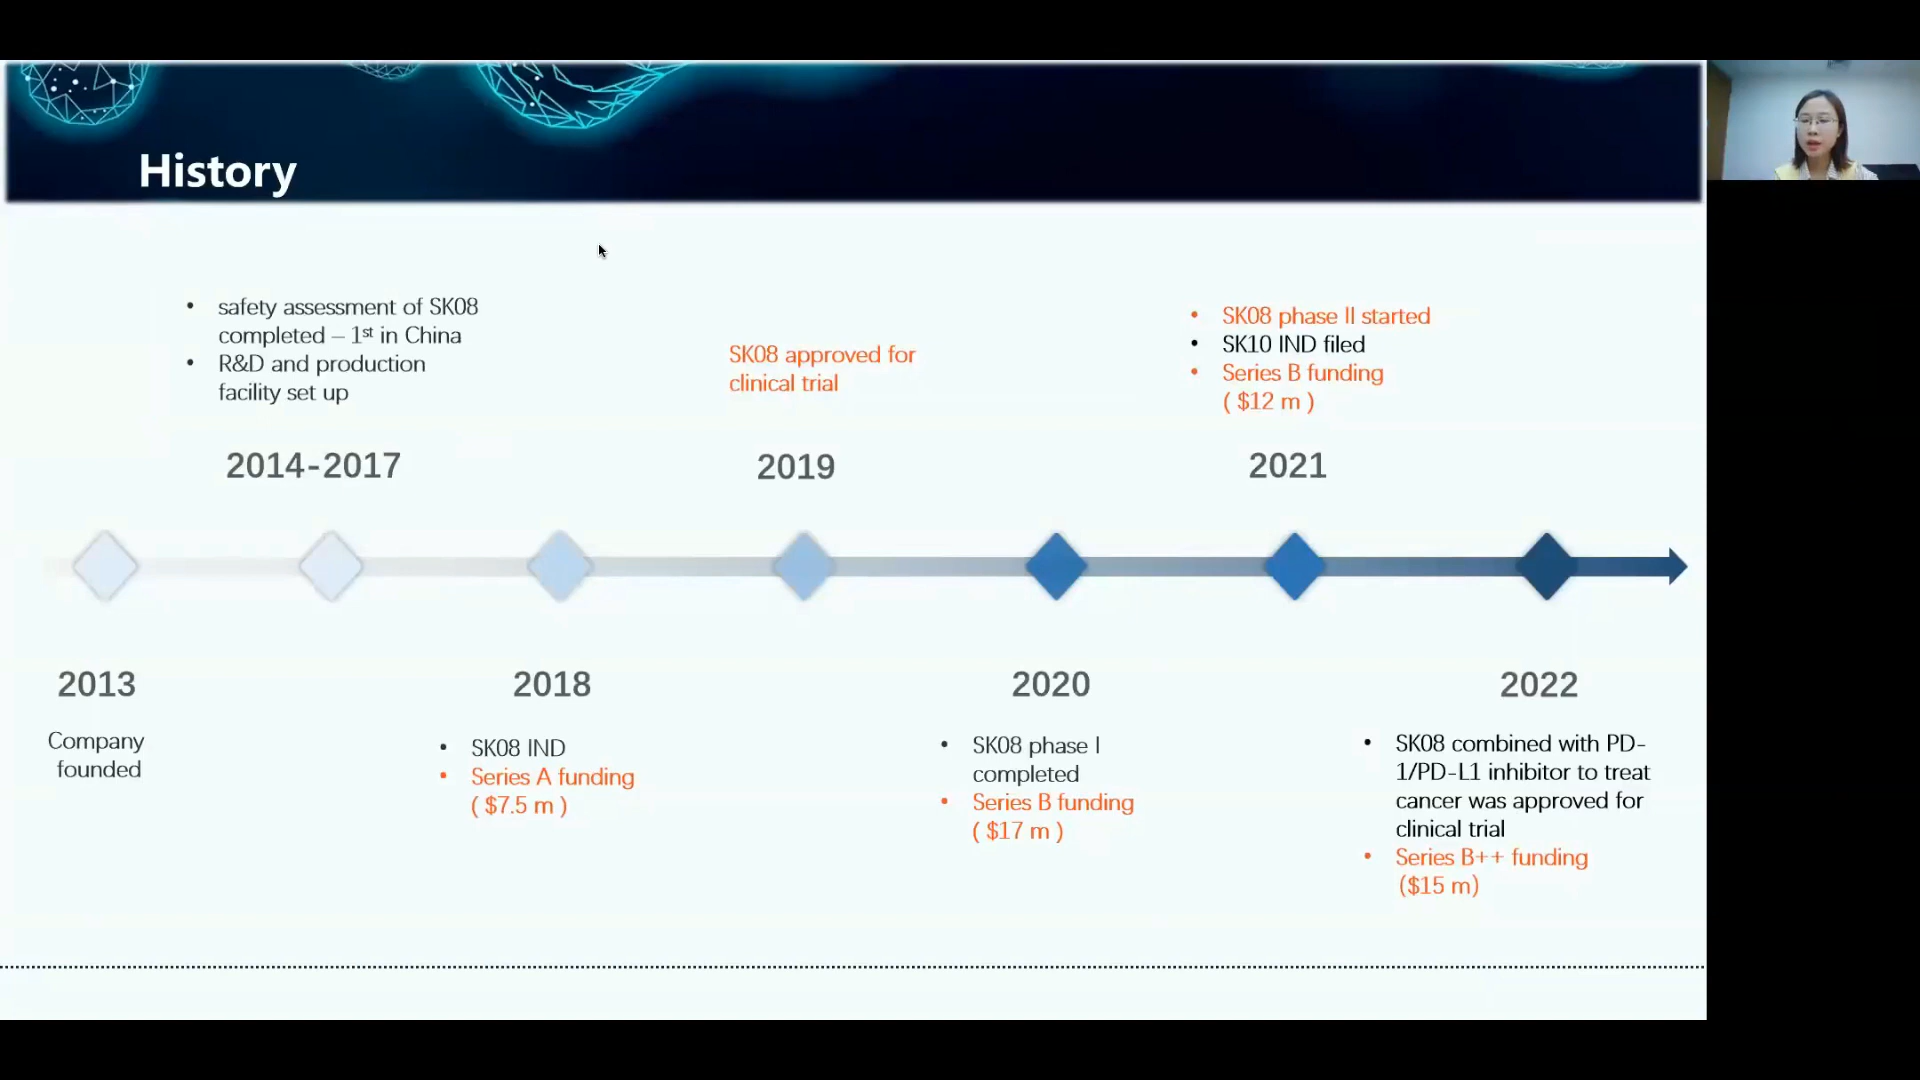 History
• safety assessment of SK08
completed – 1st in China
• R&D and production
facility set up
2014-2017
SK08 approved for
clinical trial
2019
• SK08 phase II started
• SK10 IND filed
• Series B funding
( $12 m )
2021
2013
Company
founded
2018
• SK08 IND
• Series A funding
( $7.5 m )
2020
• SK08 phase I
completed
• Series B funding
( $17 m )
2022
• SK08 combined with PD-
1/PD-L1 inhibitor to treat
cancer was approved for
clinical trial
• Series B++ funding
($15 m)